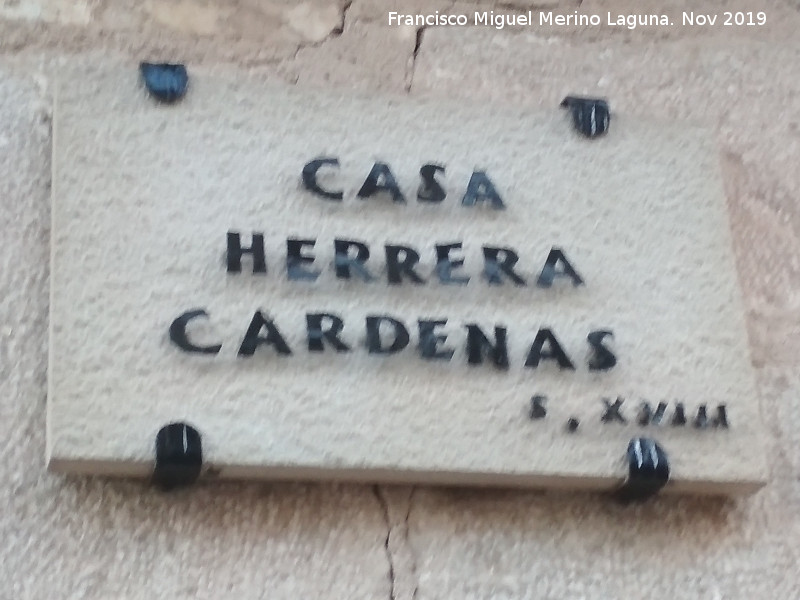 Francisco Miguel Merino Laguna. Nov 2019
CASA
HERRERA
CARDENAS
S. XVIII